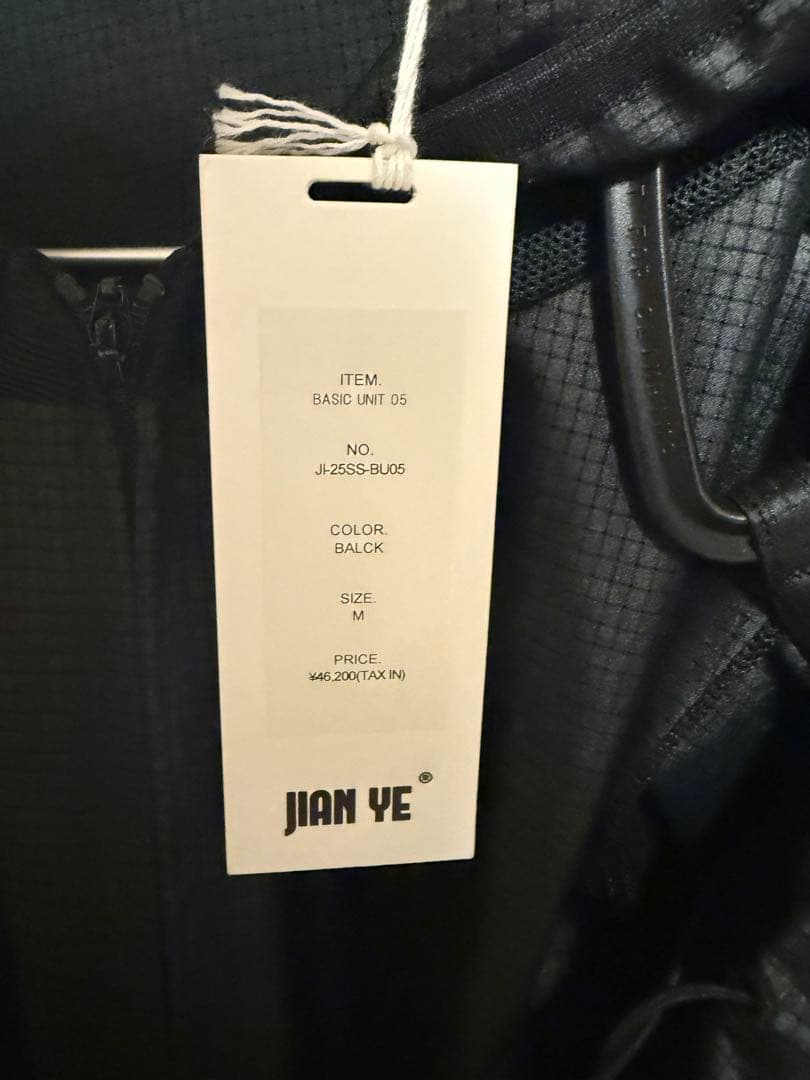 ITEM.
BASIC UNIT 05
NO.
JI-25SS-BU05
COLOR.
BALCK
SIZE.
M
PRICE.
¥46,200(TAX IN)
JIAN YE®